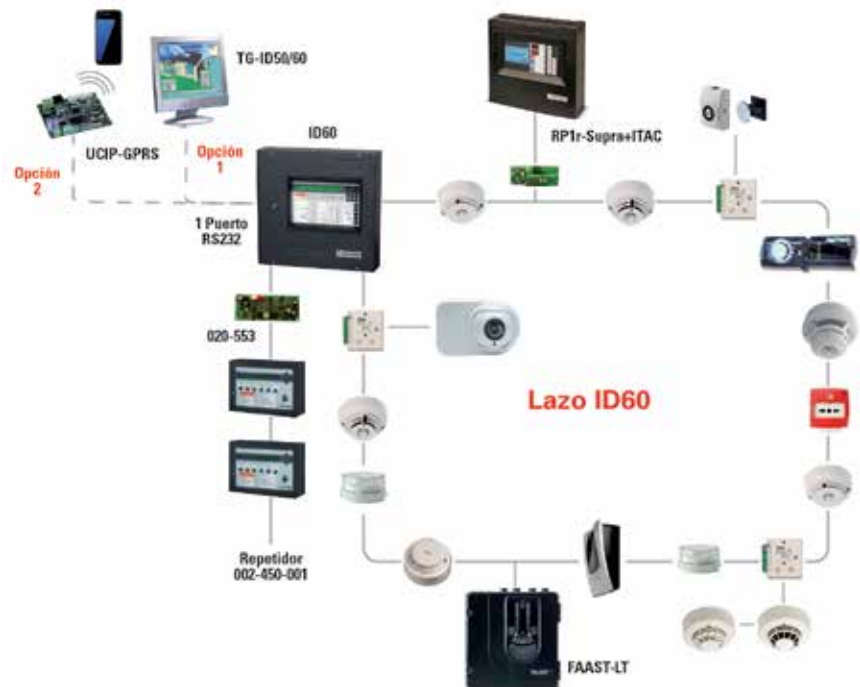 TG-ID50/60
ID60
RP1r-Supra+ITAC
UCIP-GPRS
Opción
1
Opción
2
1 Puerto
RS232
020-553
Lazo ID60
Repetidor
002-450-001
FAAST-LT